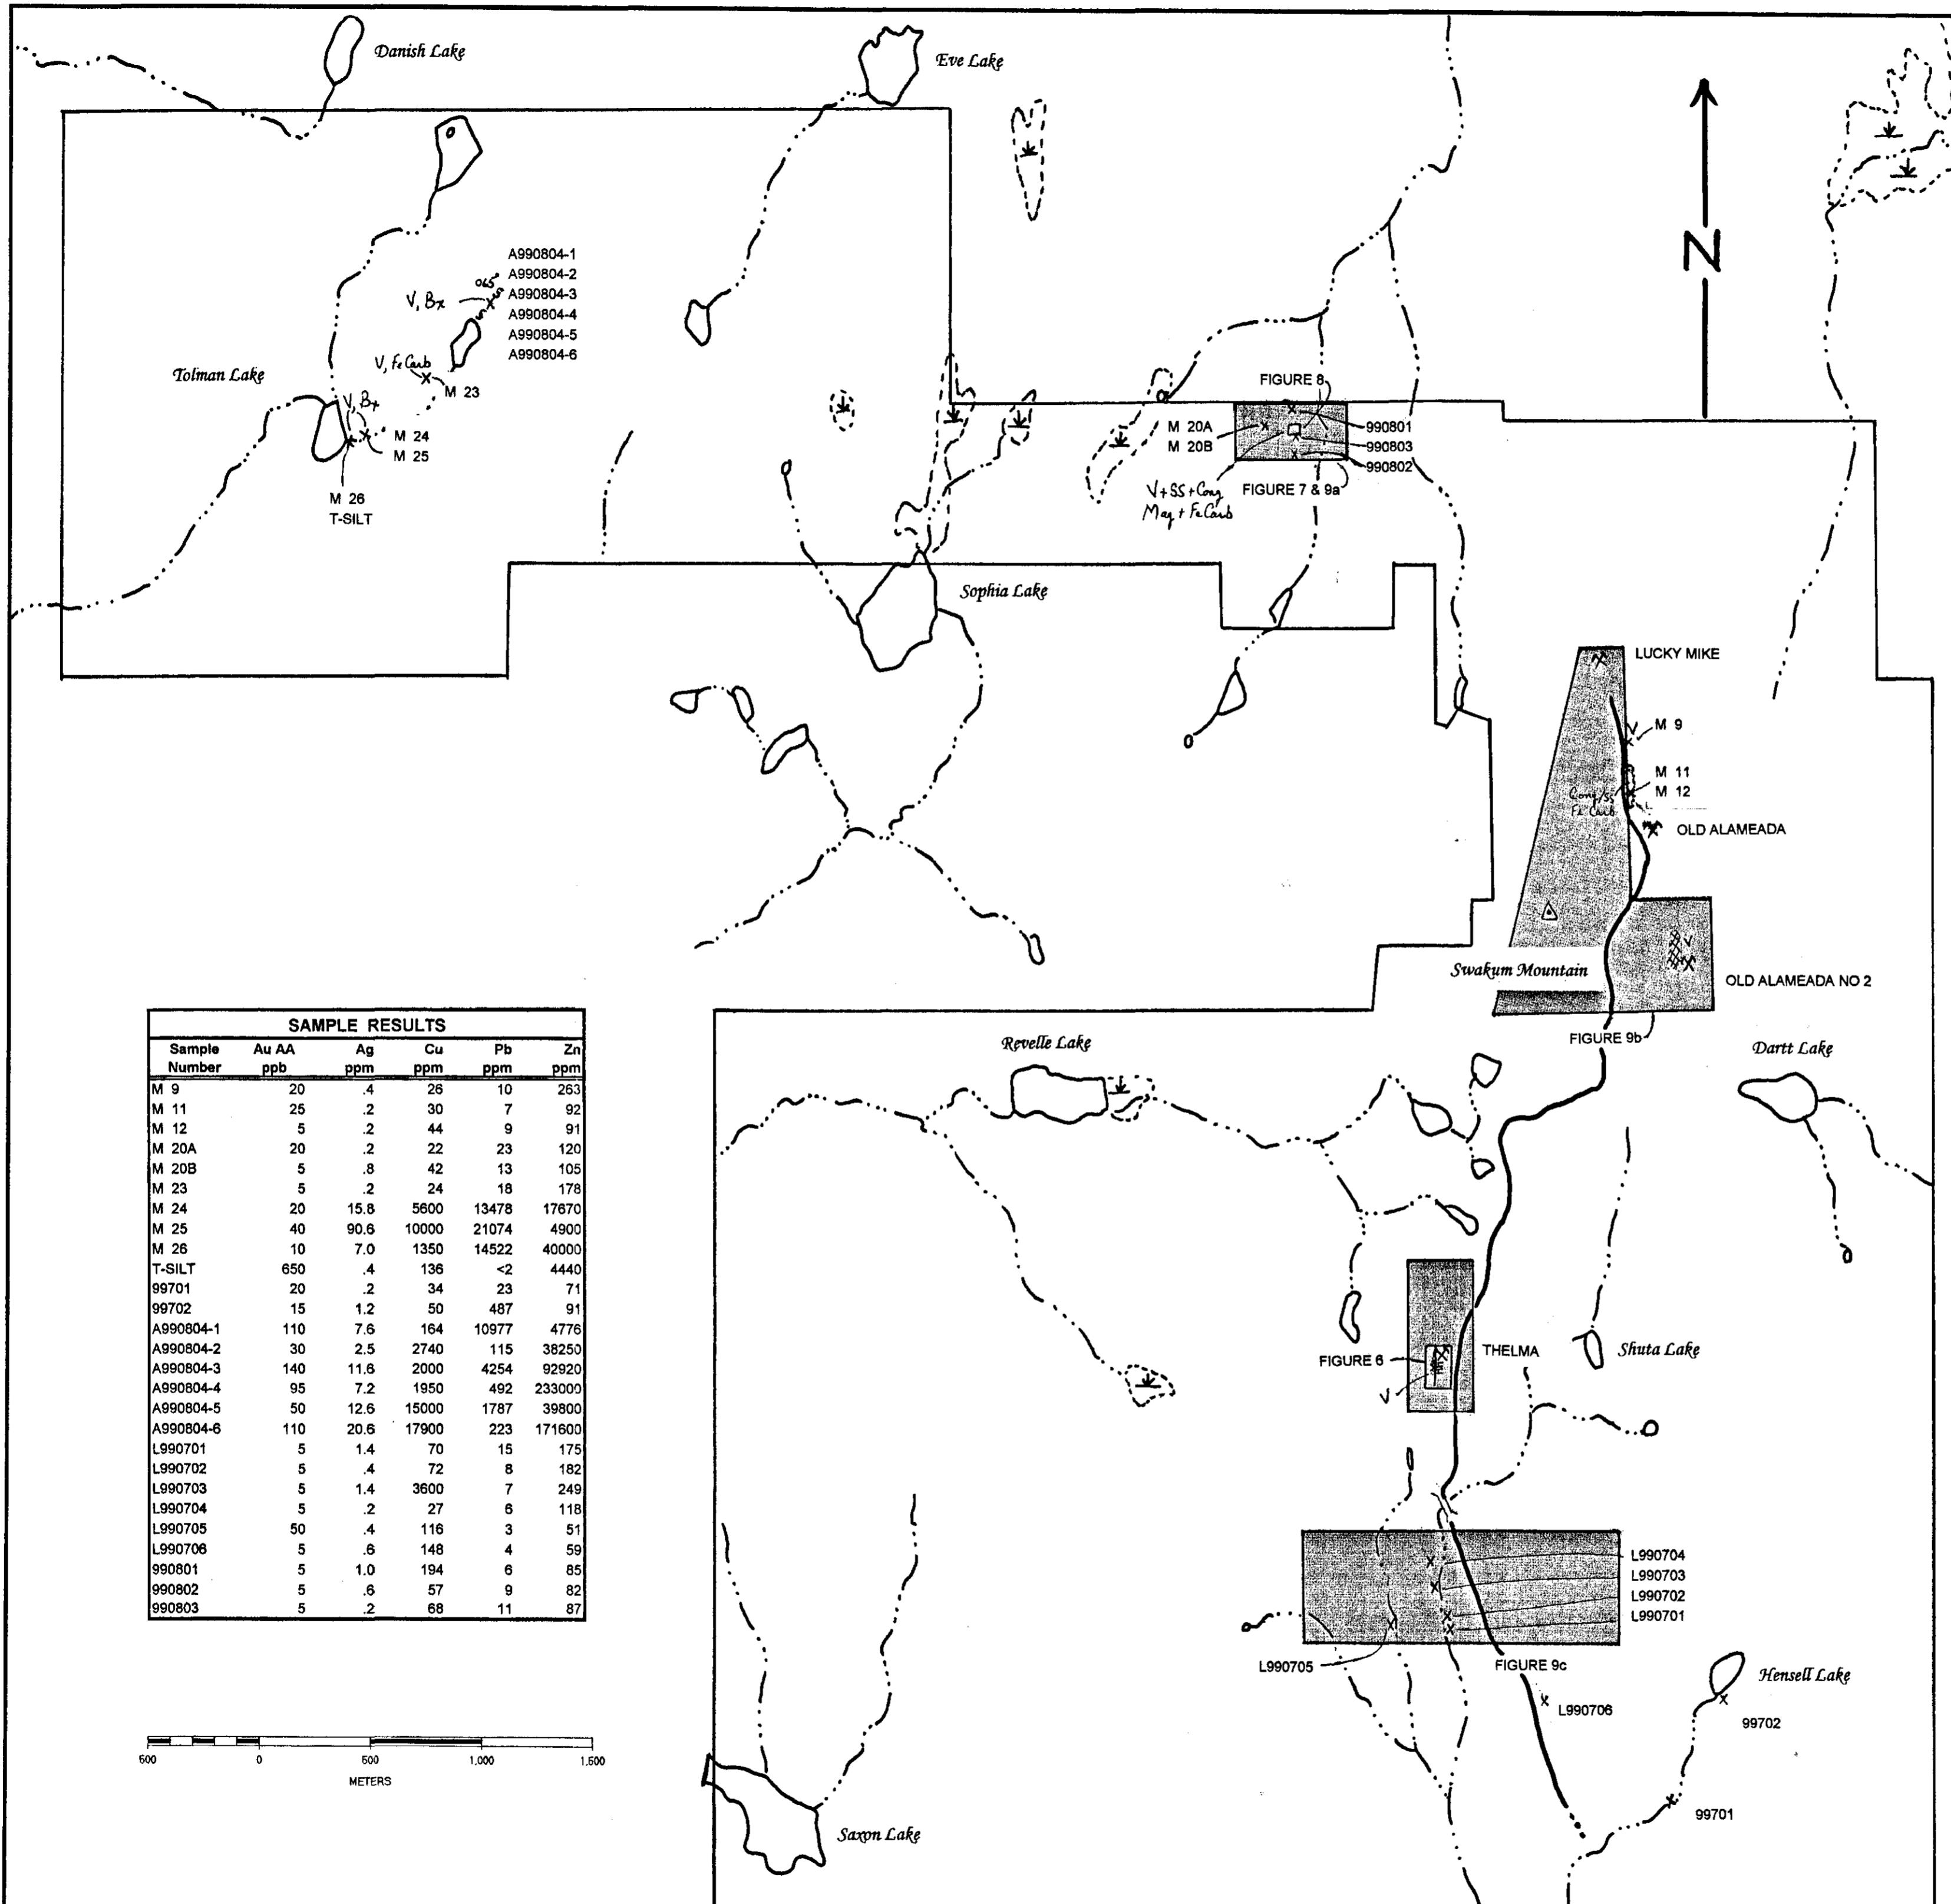 Danish Lake
Eve Lake
N
A990804-1
A990804-2
065
A990804-3
V, Bx
A990804-4
A990804-5
A990804-6
V, Fe Carb
M 23
Tolman Lake
V, Bx
M 24
M 25
M 26
T-SILT
FIGURE 8
M 20A
M 20B
990801
990803
990802
V + SS + Cong
Mag + Fe Carb
FIGURE 7 & 9a
Sophia Lake
LUCKY MIKE
V
M 9
M 11
M 12
Cong/SS
Fe Carb
OLD ALAMEADA
V
Swakum Mountain
OLD ALAMEADA NO 2
FIGURE 9b
Revelle Lake
Dartt Lake
SAMPLE RESULTS
Sample Number Au AA ppb Ag ppm Cu ppm Pb ppm Zn ppm
M 9 20 .4 26 10 263
M 11 25 .2 30 7 92
M 12 5 .2 44 9 91
M 20A 20 .2 22 23 120
M 20B 5 .8 42 13 105
M 23 5 .2 24 18 178
M 24 20 15.8 5600 13478 17670
M 25 40 90.6 10000 21074 4900
M 26 10 7.0 1350 14522 40000
T-SILT 650 .4 136 <2 4440
99701 20 .2 34 23 71
99702 15 1.2 50 487 91
A990804-1 110 7.6 164 10977 4776
A990804-2 30 2.5 2740 115 38250
A990804-3 140 11.6 2000 4254 92920
A990804-4 95 7.2 1950 492 233000
A990804-5 50 12.6 15000 1787 39800
A990804-6 110 20.6 17900 223 171600
L990701 5 1.4 70 15 175
L990702 5 .4 72 8 182
L990703 5 1.4 3600 7 249
L990704 5 .2 27 6 118
L990705 50 .4 116 3 51
L990706 5 .6 148 4 59
990801 5 1.0 194 6 85
990802 5 .6 57 9 82
990803 5 .2 68 11 87
FIGURE 6
THELMA
V
Shuta Lake
L990704
L990703
L990702
L990701
L990705
FIGURE 9c
L990706
Hensell Lake
99702
99701
Saxon Lake
500 0 500 1,000 1,500
METERS